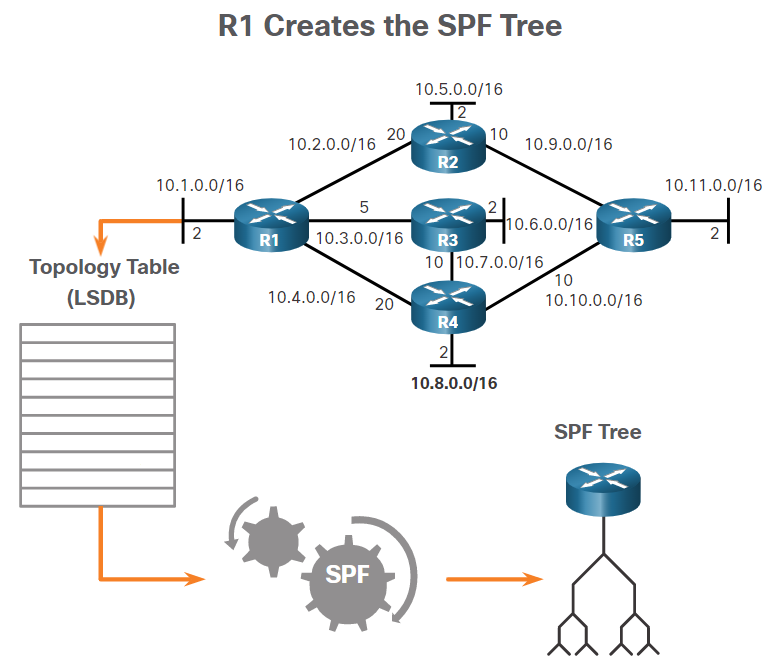 R1 Creates the SPF Tree
10.5.0.0/16
2
10.2.0.0/16 20
10 10.9.0.0/16
R2
10.1.0.0/16
10.11.0.0/16
5
2
2
R1
10.3.0.0/16
R3
10.6.0.0/16
R5
2
Topology Table
(LSDB)
10 10.7.0.0/16
10.4.0.0/16 20
10
10.10.0.0/16
R4
2
10.8.0.0/16
SPF Tree
SPF